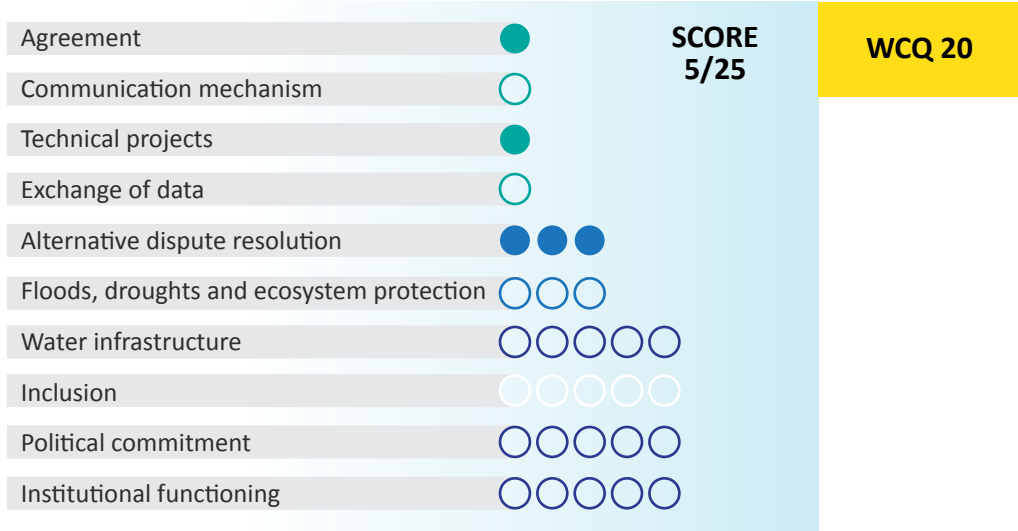 Agreement
Communication mechanism
Technical projects
Exchange of data
Alternative dispute resolution
Floods, droughts and ecosystem protection
Water infrastructure
Inclusion
Political commitment
Institutional functioning
SCORE
5/25
WCQ 20